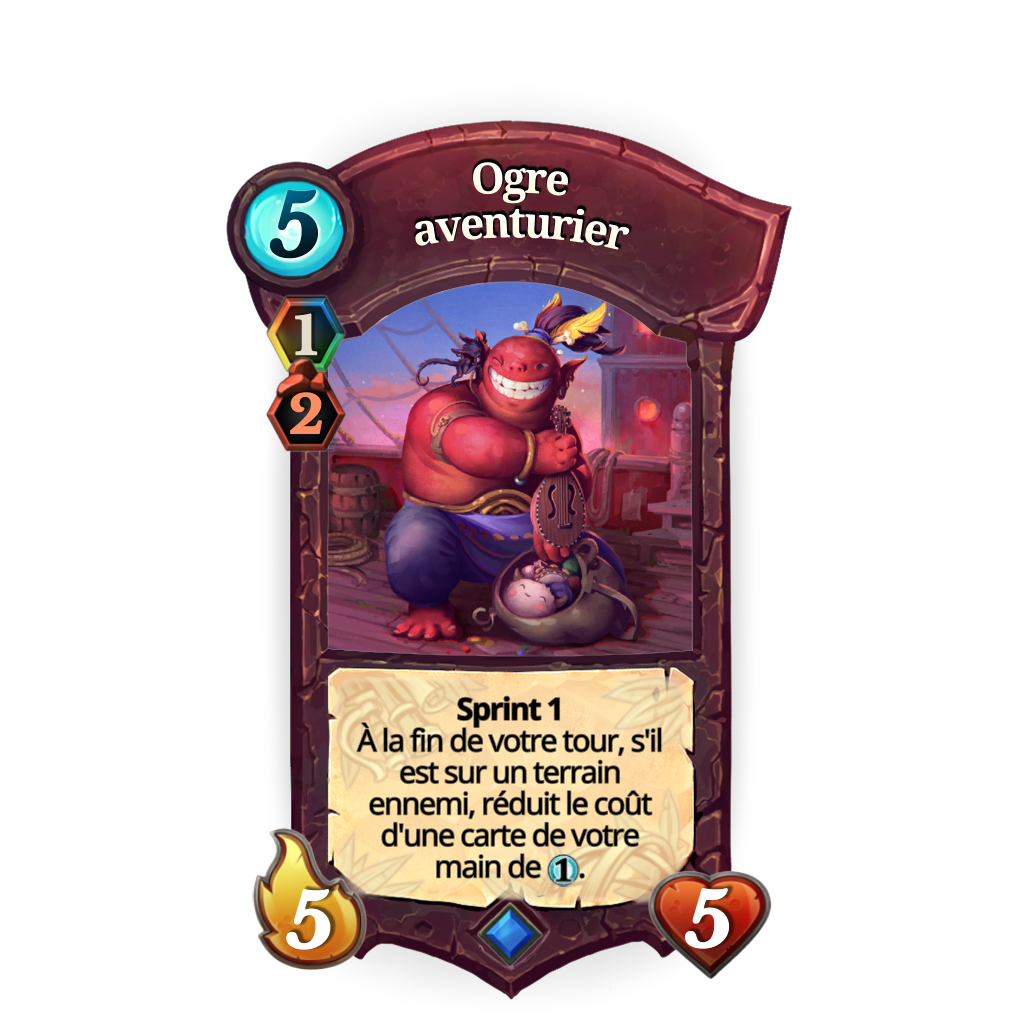 Ogre
aventurier
5
1
2
Sprint 1
À la fin de votre tour, s'il
est sur un terrain
ennemi, réduit le coût
d'une carte de votre
main de 1.
5
5